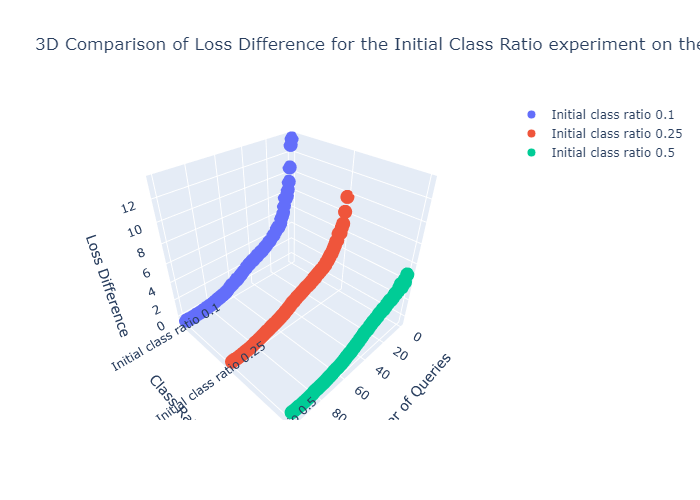 3D Comparison of Loss Difference for the Initial Class Ratio experiment on the
Initial class ratio 0.1
Initial class ratio 0.25
Initial class ratio 0.5
12
10
8
6
4
2
0
Loss Difference
Initial class ratio 0.1
Initial class ratio 0.25
0.5
Class
0
20
40
60
80
of Queries